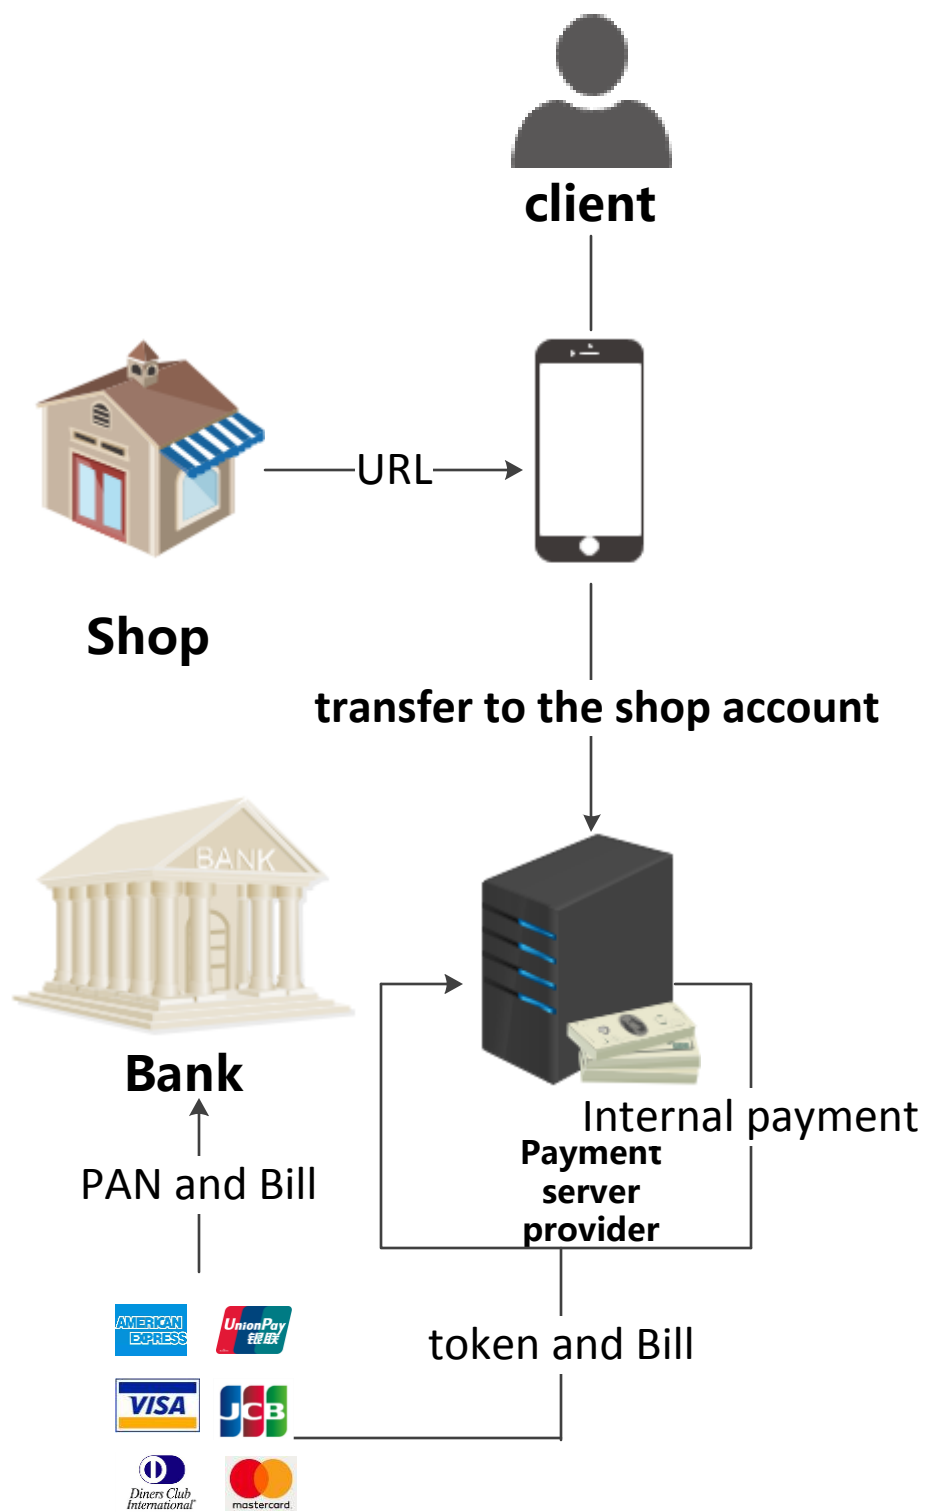 client
URL
Shop
transfer to the shop account
BANK
Bank
Internal payment
Payment
server
provider
PAN and Bill
AMERICAN
EXPRESS
UnionPay
银联
token and Bill
VISA
JCB
Diners Club
International
mastercard